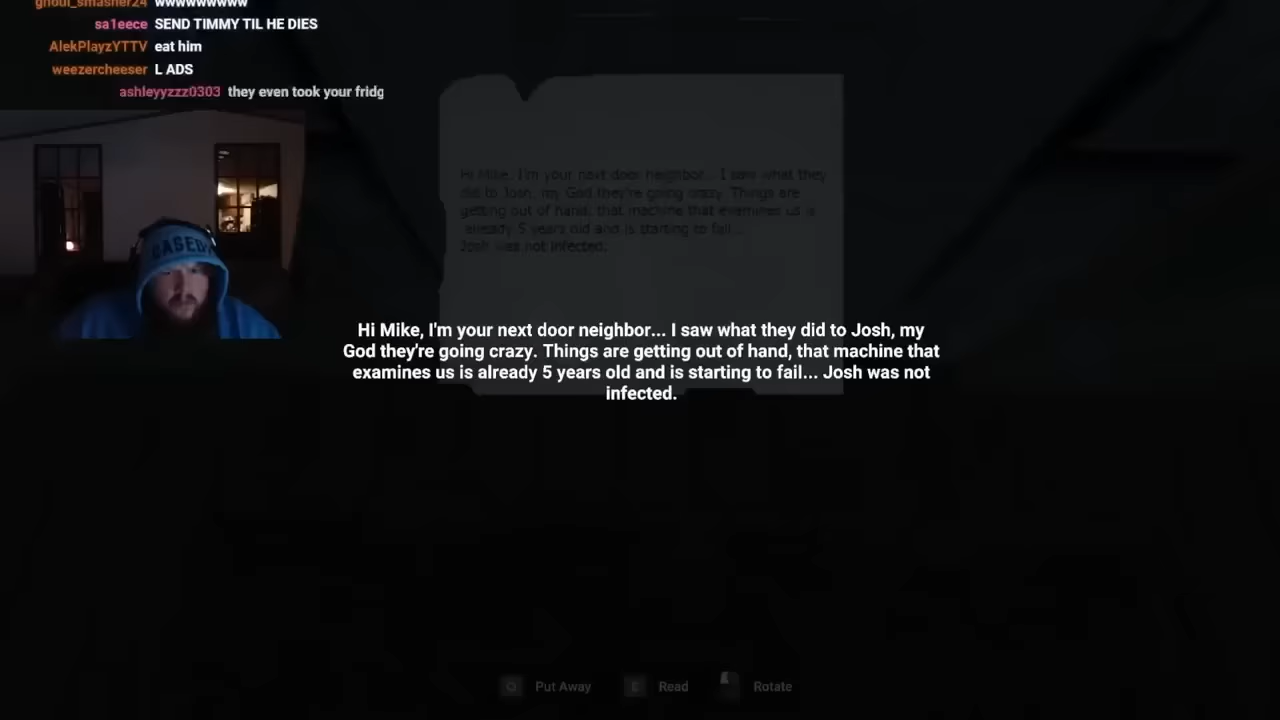 ghoul_smasher24 wwwwwwwww
sa1eece SEND TIMMY TIL HE DIES
AlekPlayzYTTV eat him
weezercheeser L ADS
ashleyyzzz0303 they even took your fridg
CASEOH
Hi Mike, I'm your next door neighbor... I saw what they
did to Josh, my God they're going crazy. Things are
getting out of hand, that machine that examines us is
already 5 years old and is starting to fail...
Josh was not infected.
Hi Mike, I'm your next door neighbor... I saw what they did to Josh, my
God they're going crazy. Things are getting out of hand, that machine that
examines us is already 5 years old and is starting to fail... Josh was not
infected.
Q Put Away E Read Rotate